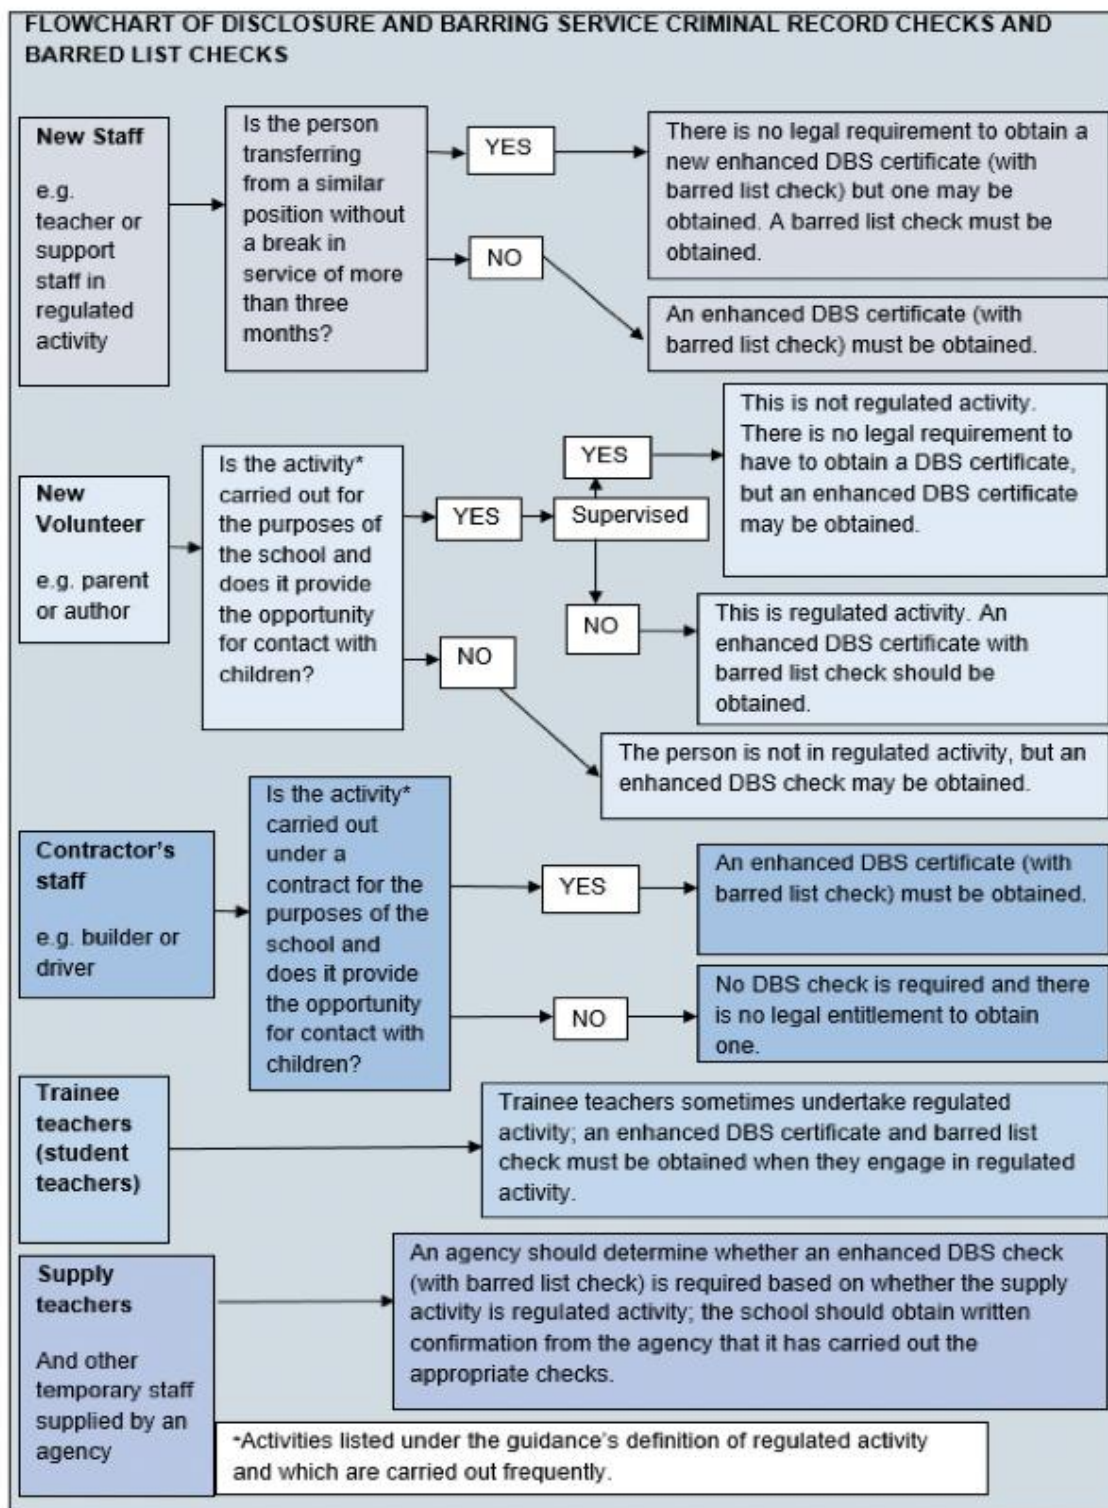 FLOWCHART OF DISCLOSURE AND BARRING SERVICE CRIMINAL RECORD CHECKS AND
BARRED LIST CHECKS
New Staff
e.g.
teacher or
support
staff in
regulated
activity
Is the person
transferring
from a similar
position without
a break in
service of more
than three
months?
YES
There is no legal requirement to obtain a
new enhanced DBS certificate (with
barred list check) but one may be
obtained. A barred list check must be
obtained.
NO
An enhanced DBS certificate (with
barred list check) must be obtained.
New
Volunteer
e.g. parent
or author
Is the activity*
carried out for
the purposes of
the school and
does it provide
the opportunity
for contact with
children?
YES
Supervised
YES
This is not regulated activity.
There is no legal requirement to
have to obtain a DBS certificate,
but an enhanced DBS certificate
may be obtained.
NO
This is regulated activity. An
enhanced DBS certificate with
barred list check should be
obtained.
NO
The person is not in regulated activity, but an
enhanced DBS check may be obtained.
Contractor's
staff
e.g. builder or
driver
Is the activity*
carried out
under a
contract for the
purposes of the
school and
does it provide
the opportunity
for contact with
children?
YES
An enhanced DBS certificate (with
barred list check) must be obtained.
NO
No DBS check is required and there
is no legal entitlement to obtain
one.
Trainee
teachers
(student
teachers)
Trainee teachers sometimes undertake regulated
activity; an enhanced DBS certificate and barred list
check must be obtained when they engage in regulated
activity.
Supply
teachers
And other
temporary staff
supplied by an
agency
An agency should determine whether an enhanced DBS check
(with barred list check) is required based on whether the supply
activity is regulated activity; the school should obtain written
confirmation from the agency that it has carried out the
appropriate checks.
*Activities listed under the guidance's definition of regulated activity
and which are carried out frequently.